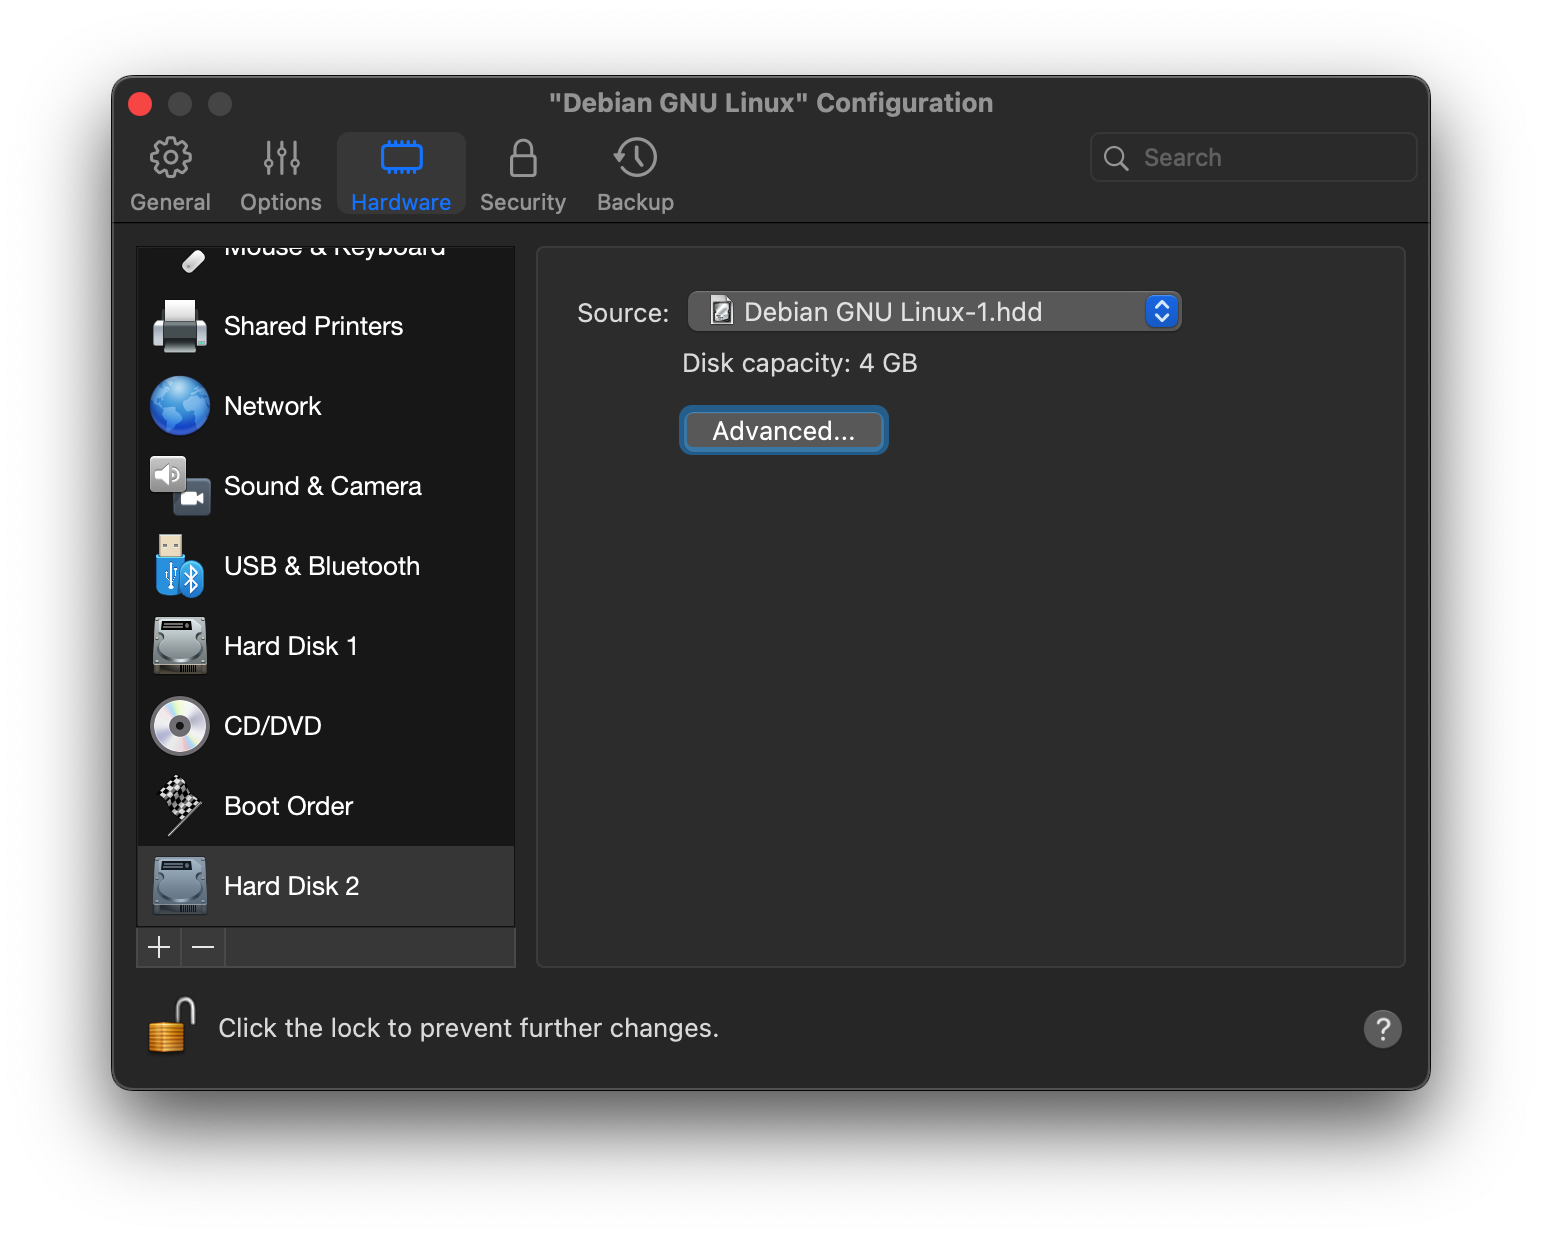 "Debian GNU Linux" Configuration
General
Options
Hardware
Security
Backup
Search
Mouse & Keyboard
Shared Printers
Network
Sound & Camera
USB & Bluetooth
Hard Disk 1
CD/DVD
Boot Order
Hard Disk 2
Source:
Debian GNU Linux-1.hdd
Disk capacity: 4 GB
Advanced...
Click the lock to prevent further changes.
?